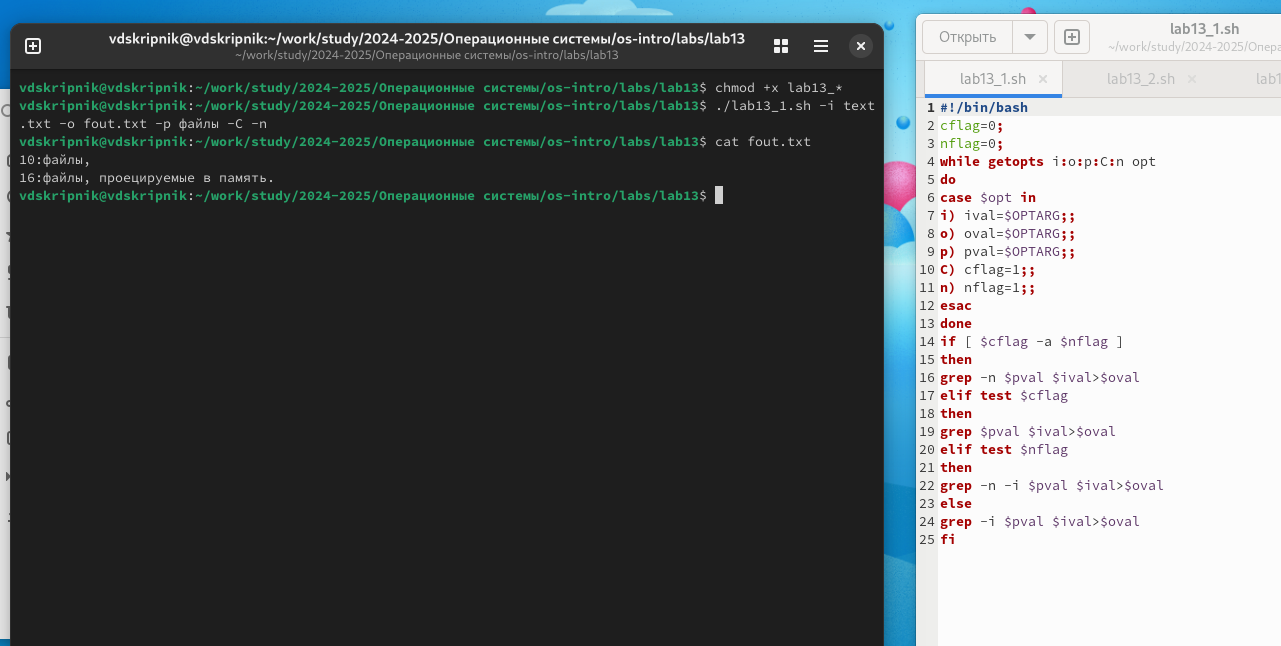 vdskripnik@vdskripnik:~/work/study/2024-2025/Операционные системы/os-intro/labs/lab13
~/work/study/2024-2025/Операционные системы/os-intro/labs/lab13
vdskripnik@vdskripnik:~/work/study/2024-2025/Операционные системы/os-intro/labs/lab13$ chmod +x lab13_*
vdskripnik@vdskripnik:~/work/study/2024-2025/Операционные системы/os-intro/labs/lab13$ ./lab13_1.sh -i text
.txt -o fout.txt -p файлы -C -n
vdskripnik@vdskripnik:~/work/study/2024-2025/Операционные системы/os-intro/labs/lab13$ cat fout.txt
10:файлы,
16:файлы, проецируемые в память.
vdskripnik@vdskripnik:~/work/study/2024-2025/Операционные системы/os-intro/labs/lab13$
Открыть
lab13_1.sh
~/work/study/2024-2025/Опера
lab13_1.sh
lab13_2.sh
lab1
1 #!/bin/bash
2 cflag=0;
3 nflag=0;
4 while getopts i:o:p:C:n opt
5 do
6 case $opt in
7 i) ival=$OPTARG;;
8 o) oval=$OPTARG;;
9 p) pval=$OPTARG;;
10 C) cflag=1;;
11 n) nflag=1;;
12 esac
13 done
14 if [ $cflag -a $nflag ]
15 then
16 grep -n $pval $ival>$oval
17 elif test $cflag
18 then
19 grep $pval $ival>$oval
20 elif test $nflag
21 then
22 grep -n -i $pval $ival>$oval
23 else
24 grep -i $pval $ival>$oval
25 fi